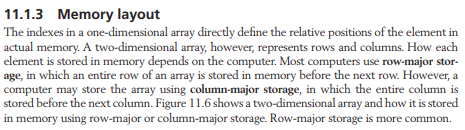 11.1.3 Memory layout
The indexes in a one-dimensional array directly define the relative positions of the element in
actual memory. A two-dimensional array, however, represents rows and columns. How each
element is stored in memory depends on the computer. Most computers use row-major stor-
age, in which an entire row of an array is stored in memory before the next row. However, a
computer may store the array using column-major storage, in which the entire column is
stored before the next column. Figure 11.6 shows a two-dimensional array and how it is stored
in memory using row-major or column-major storage. Row-major storage is more common.